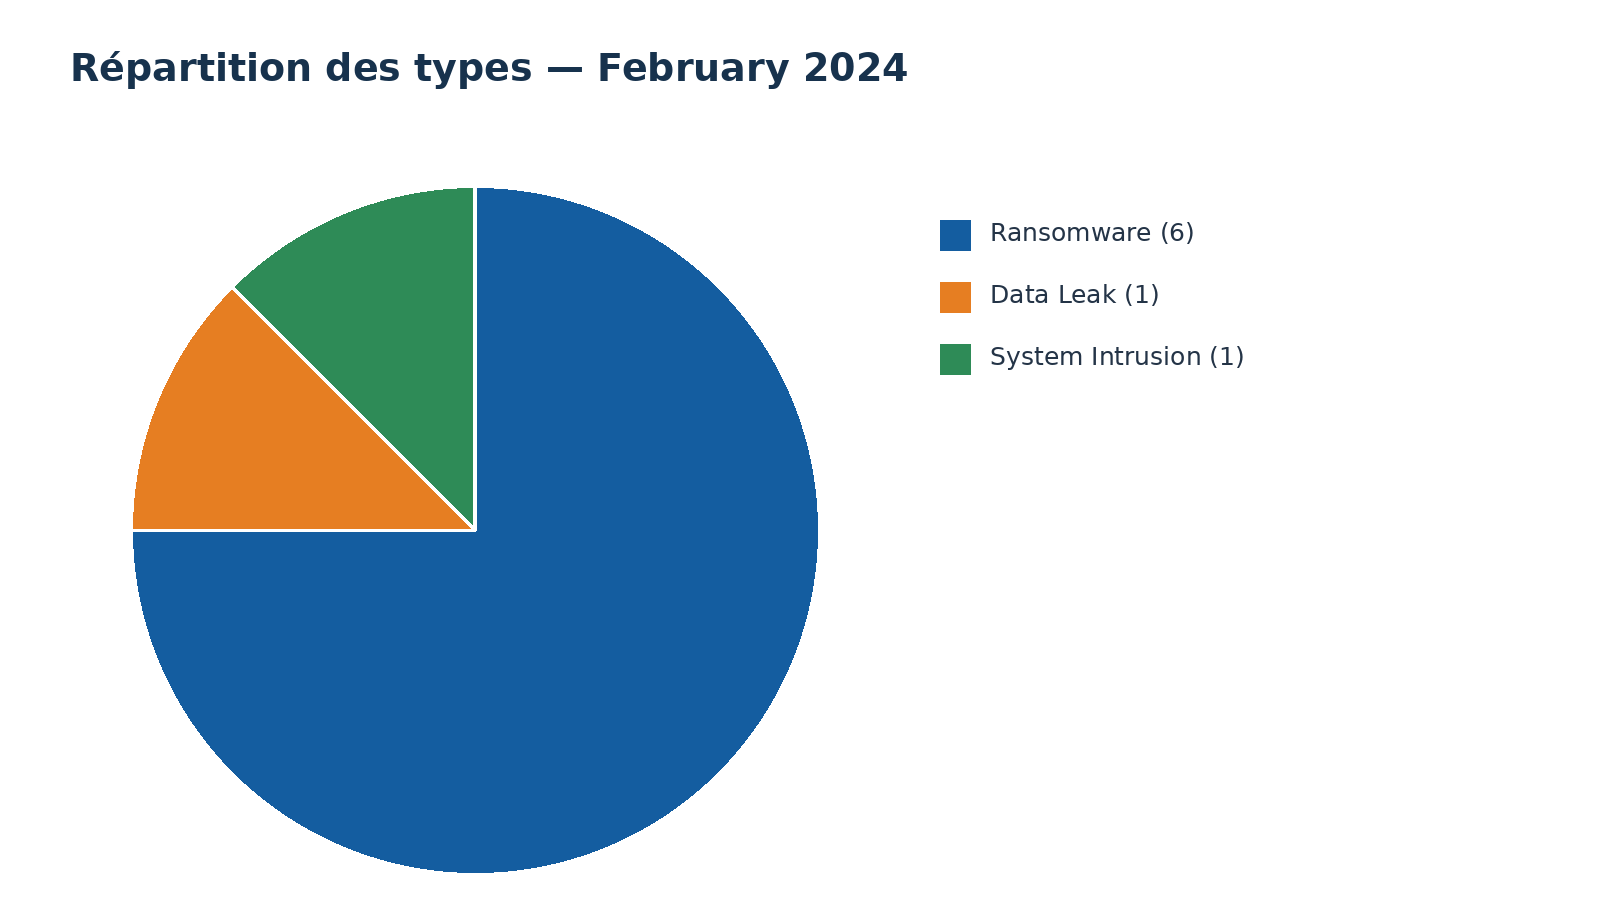 Répartition des types — February 2024
Ransomware (6)
Data Leak (1)
System Intrusion (1)